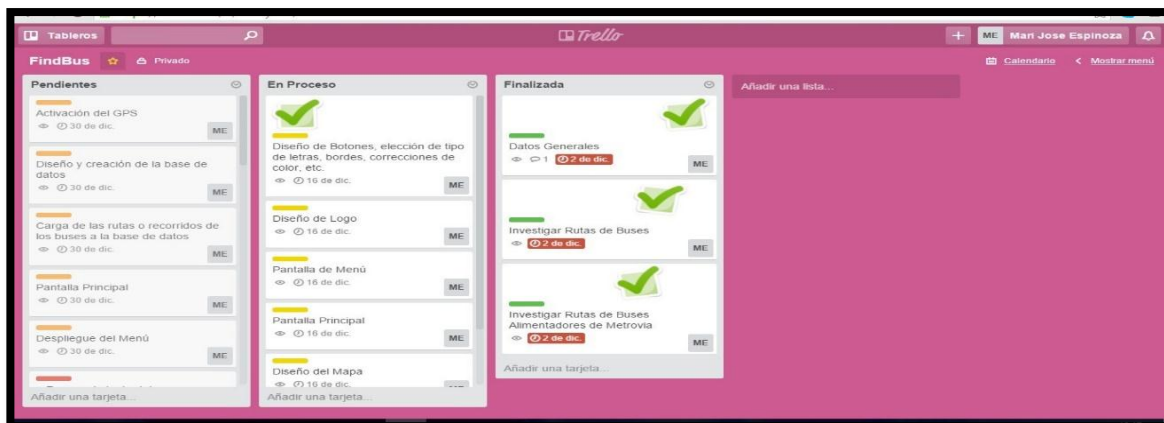 Tableros
Trello
ME Mari Jose Espinoza
FindBus
Privado
Calendario
Mostrar menú
Pendientes
Activación del GPS
30 de dic.
ME
Diseño y creación de la base de
datos
30 de dic.
ME
Carga de las rutas o recorridos de
los buses a la base de datos
30 de dic.
ME
Pantalla Principal
30 de dic.
ME
Despliegue del Menú
30 de dic.
ME
Añadir una tarjeta...
En Proceso
Diseño de Botones, elección de tipo
de letras, bordes, correcciones de
color, etc.
16 de dic.
ME
Diseño de Logo
16 de dic.
ME
Pantalla de Menú
16 de dic.
ME
Pantalla Principal
16 de dic.
ME
Diseño del Mapa
16 de dic.
Añadir una tarjeta...
Finalizada
Datos Generales
1 2 de dic.
ME
Investigar Rutas de Buses
2 de dic.
ME
Investigar Rutas de Buses
Alimentadores de Metrovia
2 de dic.
ME
Añadir una tarjeta...
Añadir una lista...